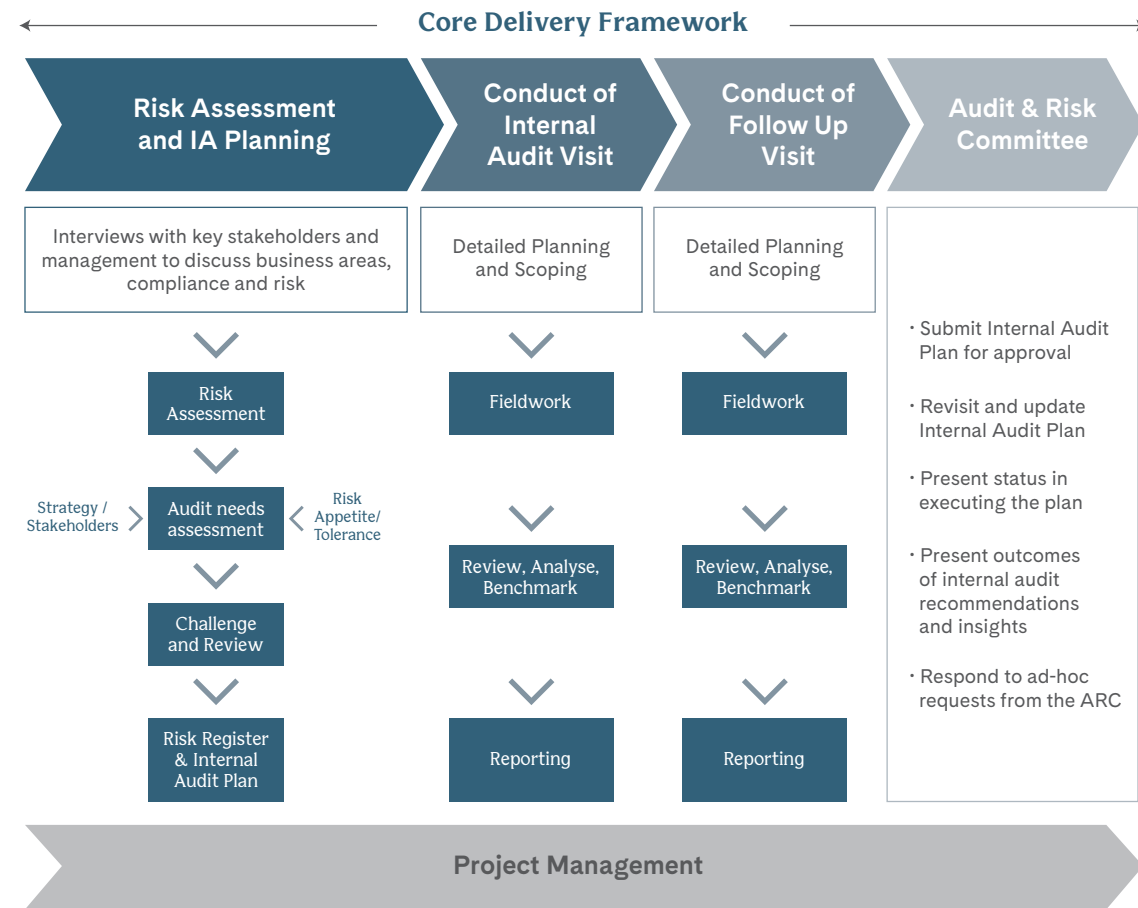 Core Delivery Framework
Risk Assessment
and IA Planning
Conduct of
Internal
Audit Visit
Conduct of
Follow Up
Visit
Audit & Risk
Committee
Interviews with key stakeholders and
management to discuss business areas,
compliance and risk
Risk
Assessment
Strategy /
Stakeholders
Audit needs
assessment
Risk
Appetite/
Tolerance
Challenge
and Review
Risk Register
& Internal
Audit Plan
Detailed Planning
and Scoping
Fieldwork
Review, Analyse,
Benchmark
Reporting
Detailed Planning
and Scoping
Fieldwork
Review, Analyse,
Benchmark
Reporting
· Submit Internal Audit
Plan for approval
· Revisit and update
Internal Audit Plan
· Present status in
executing the plan
· Present outcomes
of internal audit
recommendations
and insights
· Respond to ad-hoc
requests from the ARC
Project Management